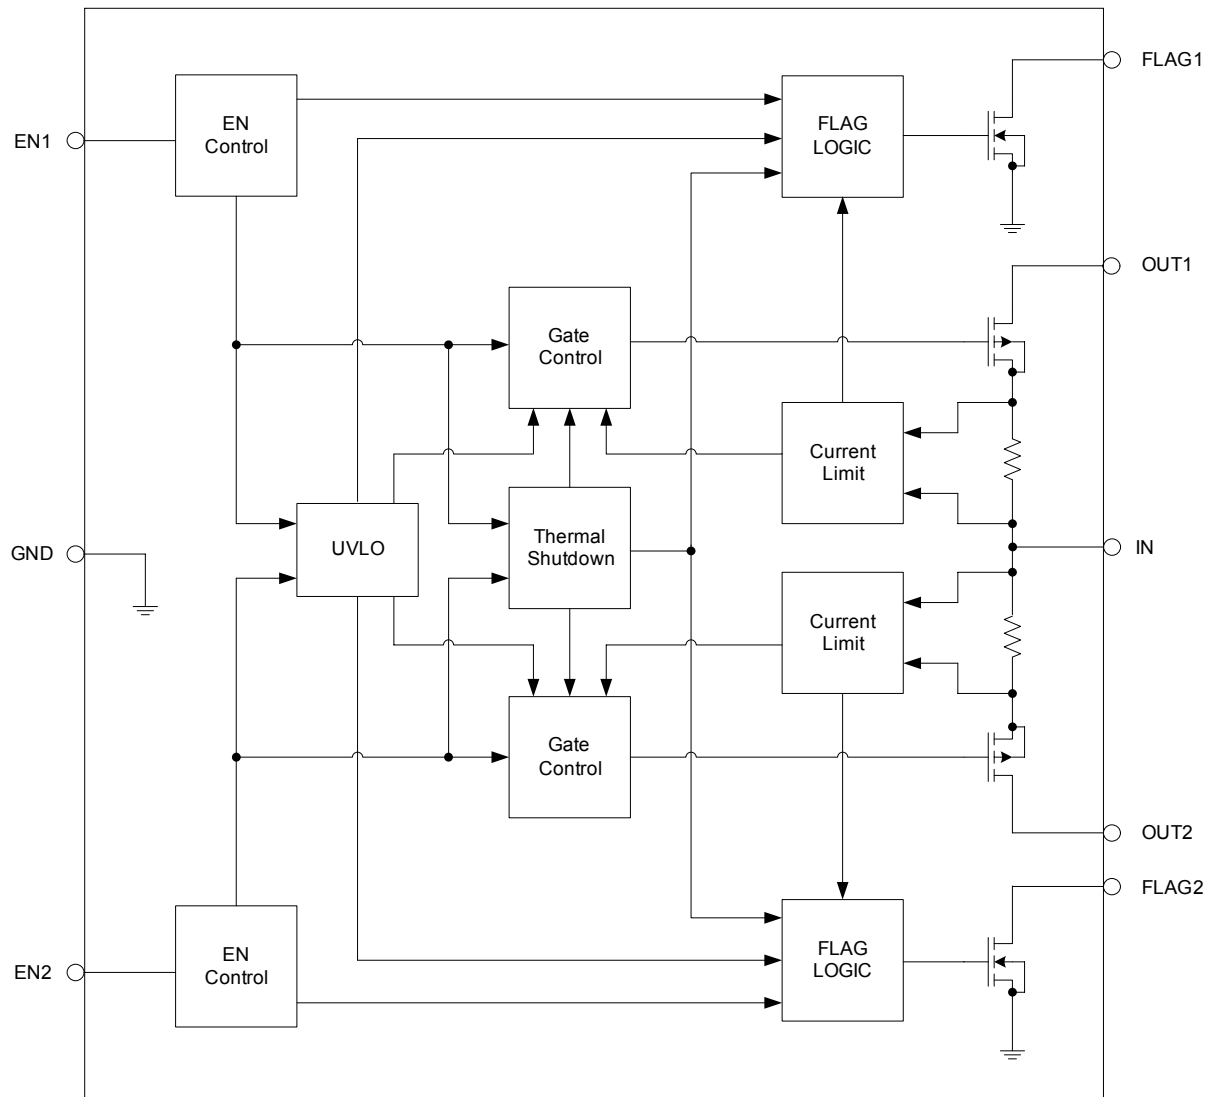 FLAG1
EN
Control
FLAG
LOGIC
EN1
OUT1
Gate
Control
Current
Limit
UVLO
Thermal
Shutdown
GND
IN
Current
Limit
Gate
Control
OUT2
FLAG2
EN
Control
FLAG
LOGIC
EN2